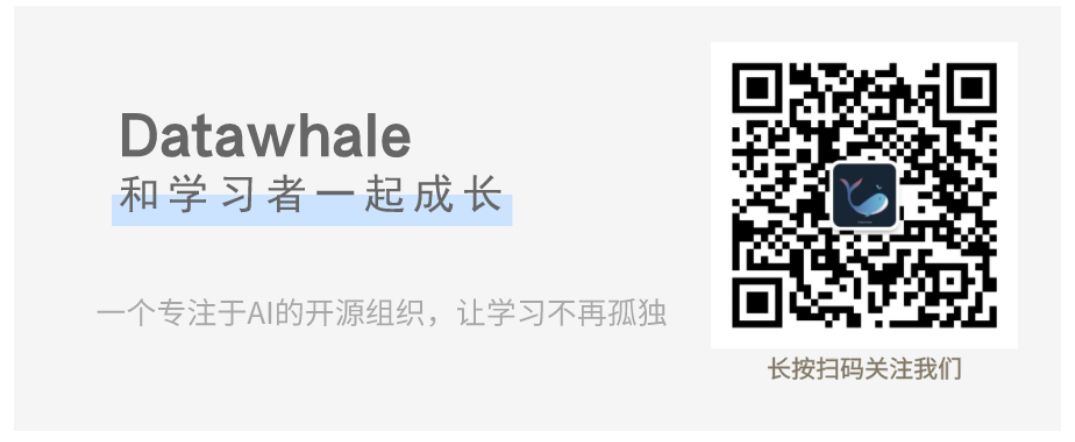 Datawhale
和学习者一起成长
一个专注于AI的开源组织，让学习不再孤独
长按扫码关注我们